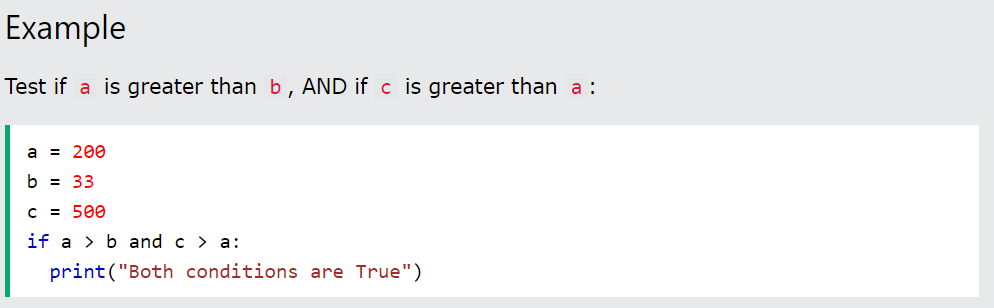 Example
Test if a is greater than b, AND if c is greater than a:
a = 200
b = 33
c = 500
if a > b and c > a:
  print("Both conditions are True")